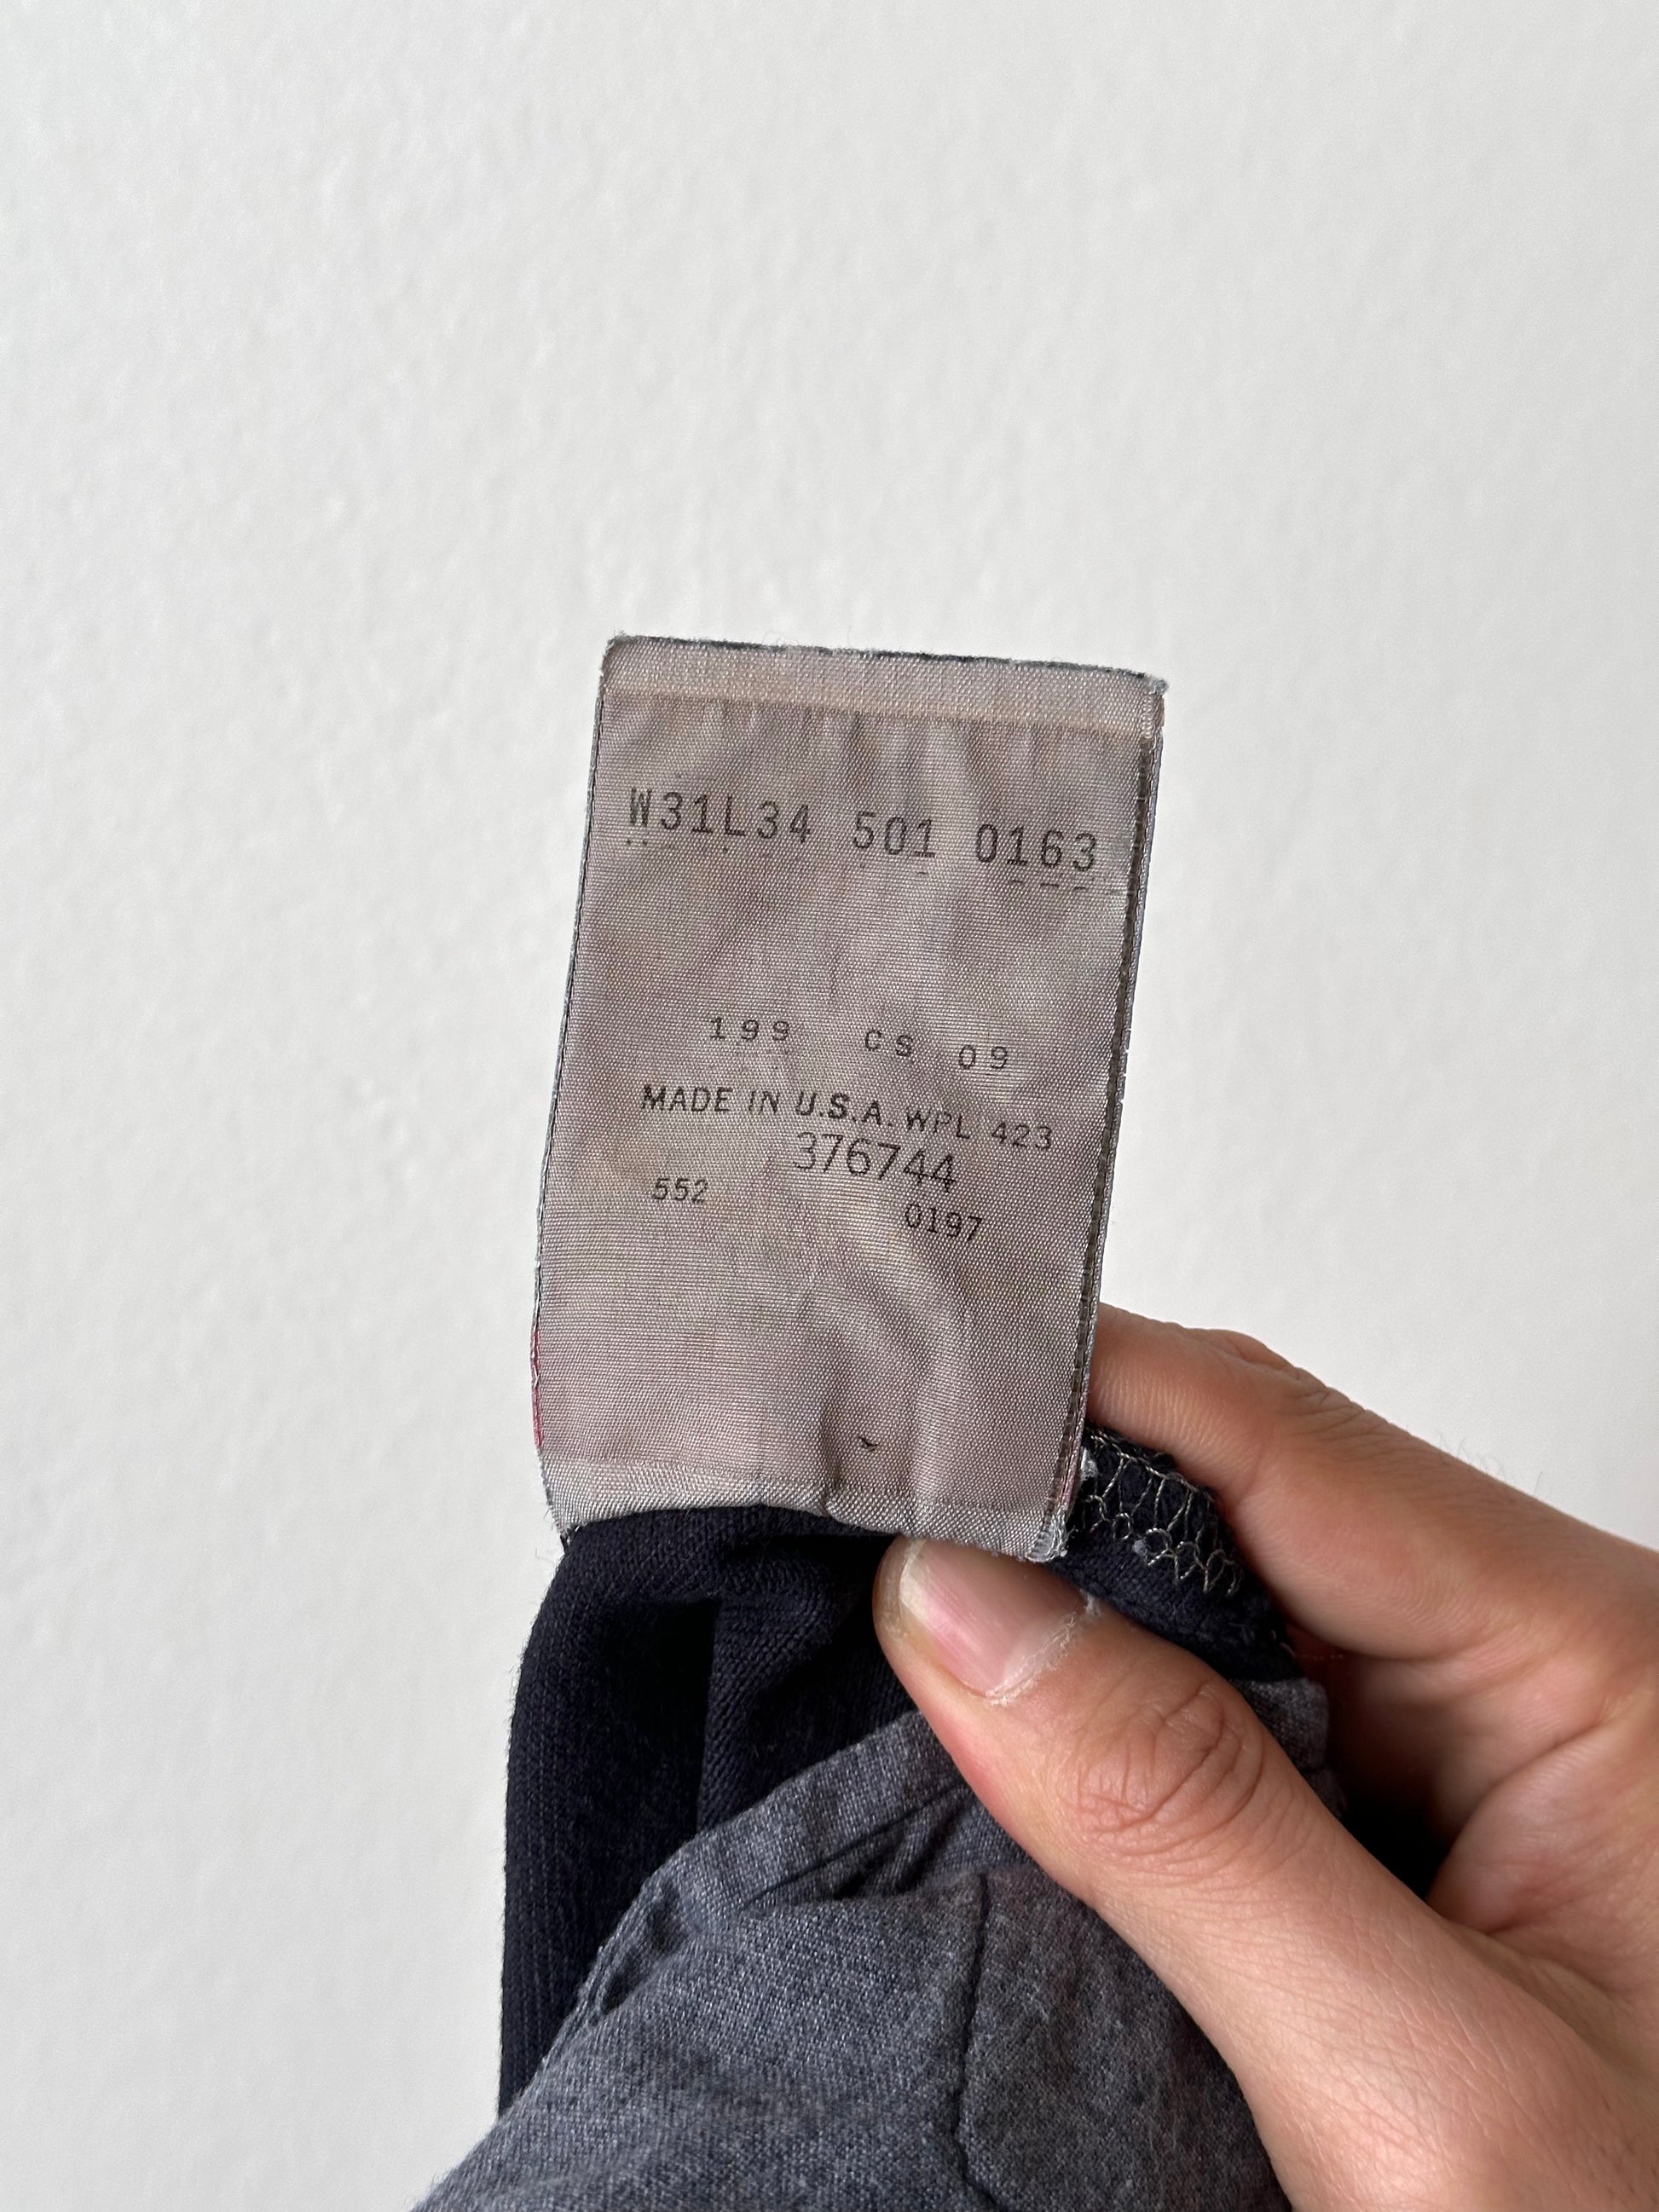 W31L34 501 0163
199 CS 09
MADE IN U.S.A. WPL 423
376744
552
0197